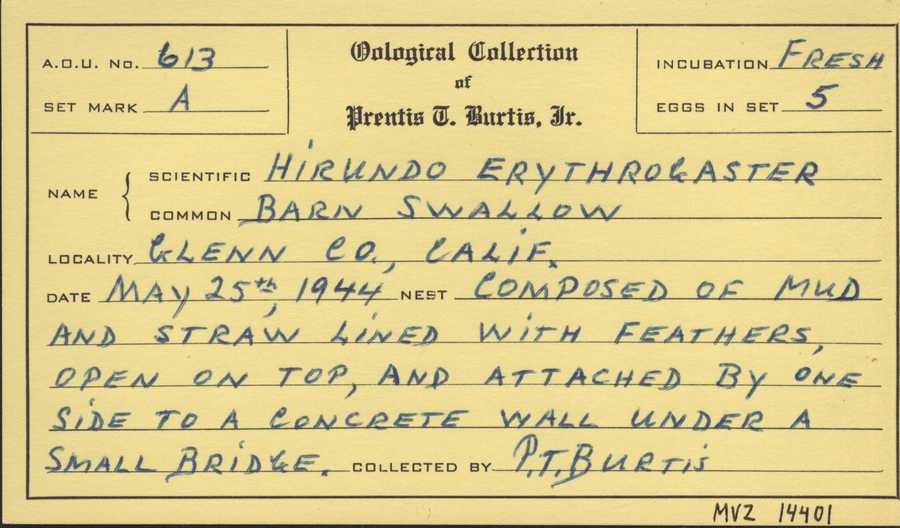 A.O.U. No. 613
SET MARK A
Oological Collection
of
Prentis T. Burtis, Jr.
INCUBATION FRESH
EGGS IN SET 5
NAME
SCIENTIFIC HIRUNDO ERYTHROGASTER
COMMON BARN SWALLOW
LOCALITY GLENN CO., CALIF.
DATE MAY 25th, 1944 NEST COMPOSED OF MUD
AND STRAW LINED WITH FEATHERS,
OPEN ON TOP, AND ATTACHED BY ONE
SIDE TO A CONCRETE WALL UNDER A
SMALL BRIDGE. COLLECTED BY P.T. BURTIS
MVZ 14401